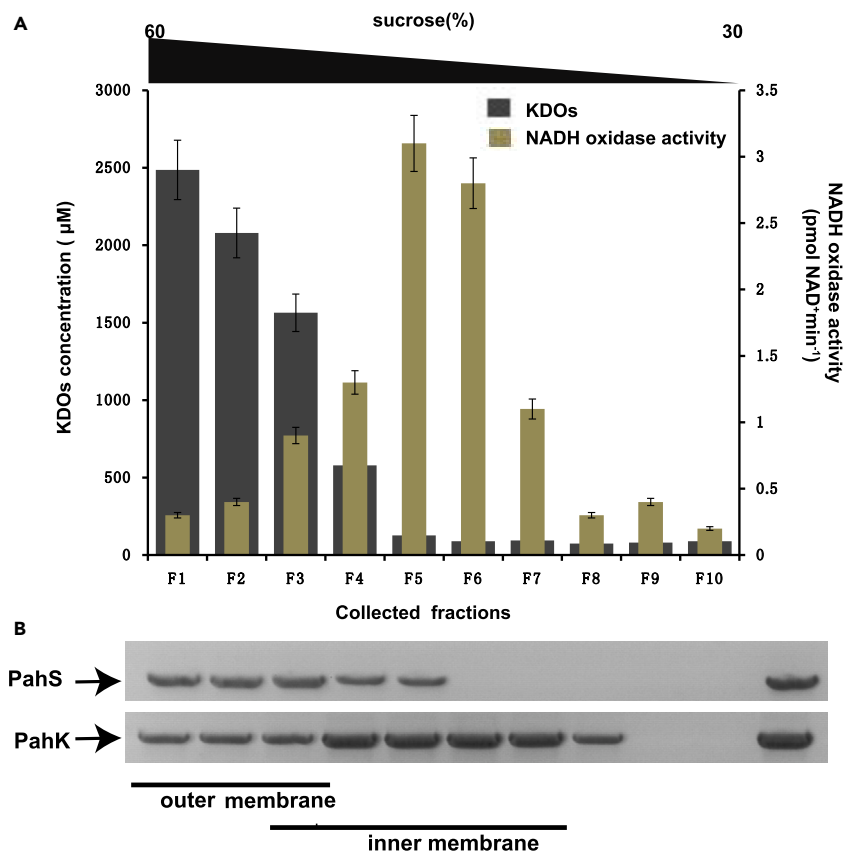 A
sucrose(%)
60
30
3000
2500
2000
1500
1000
500
0
KDOs concentration ( μM)
3.5
3
2.5
2
1.5
1
0.5
0
NADH oxidase activity
(pmol NAD+min-1)
KDOs
NADH oxidase activity
F1 F2 F3 F4 F5 F6 F7 F8 F9 F10
Collected fractions
B
PahS
PahK
outer membrane
inner membrane